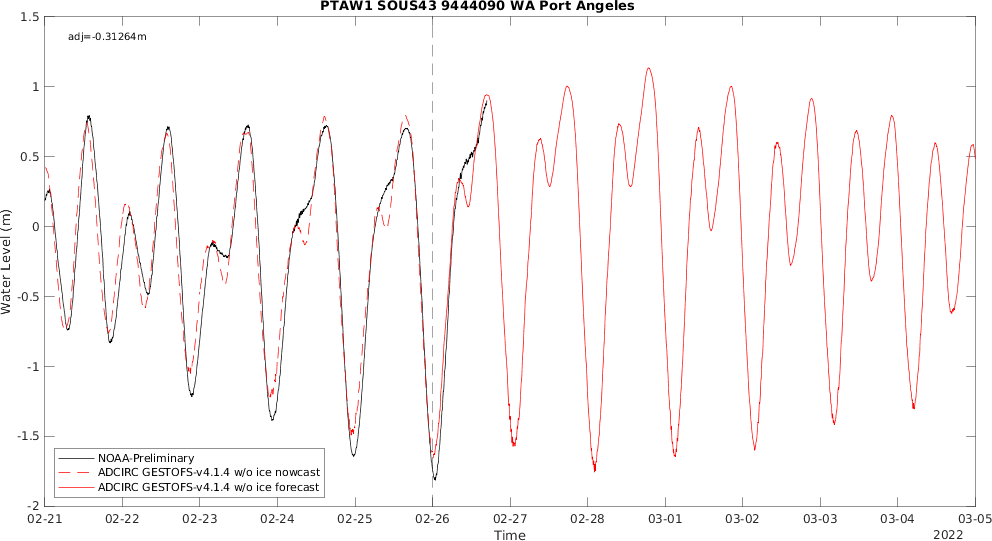 PTAW1 SOUS43 9444090 WA Port Angeles
adj=-0.31264m
1.5
1
0.5
0
-0.5
-1
-1.5
-2
Water Level (m)
NOAA-Preliminary
ADCIRC GESTOFS-v4.1.4 w/o ice nowcast
ADCIRC GESTOFS-v4.1.4 w/o ice forecast
02-21 02-22 02-23 02-24 02-25 02-26 02-27 02-28 03-01 03-02 03-03 03-04 03-05
Time
2022